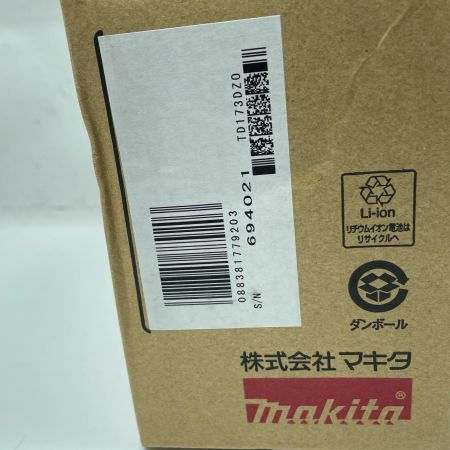 TD173DZO
694021
088381779203
S/N
Li-ion
リチウムイオン電池は
リサイクルへ
ダンボール
株式会社 マキタ
makita®